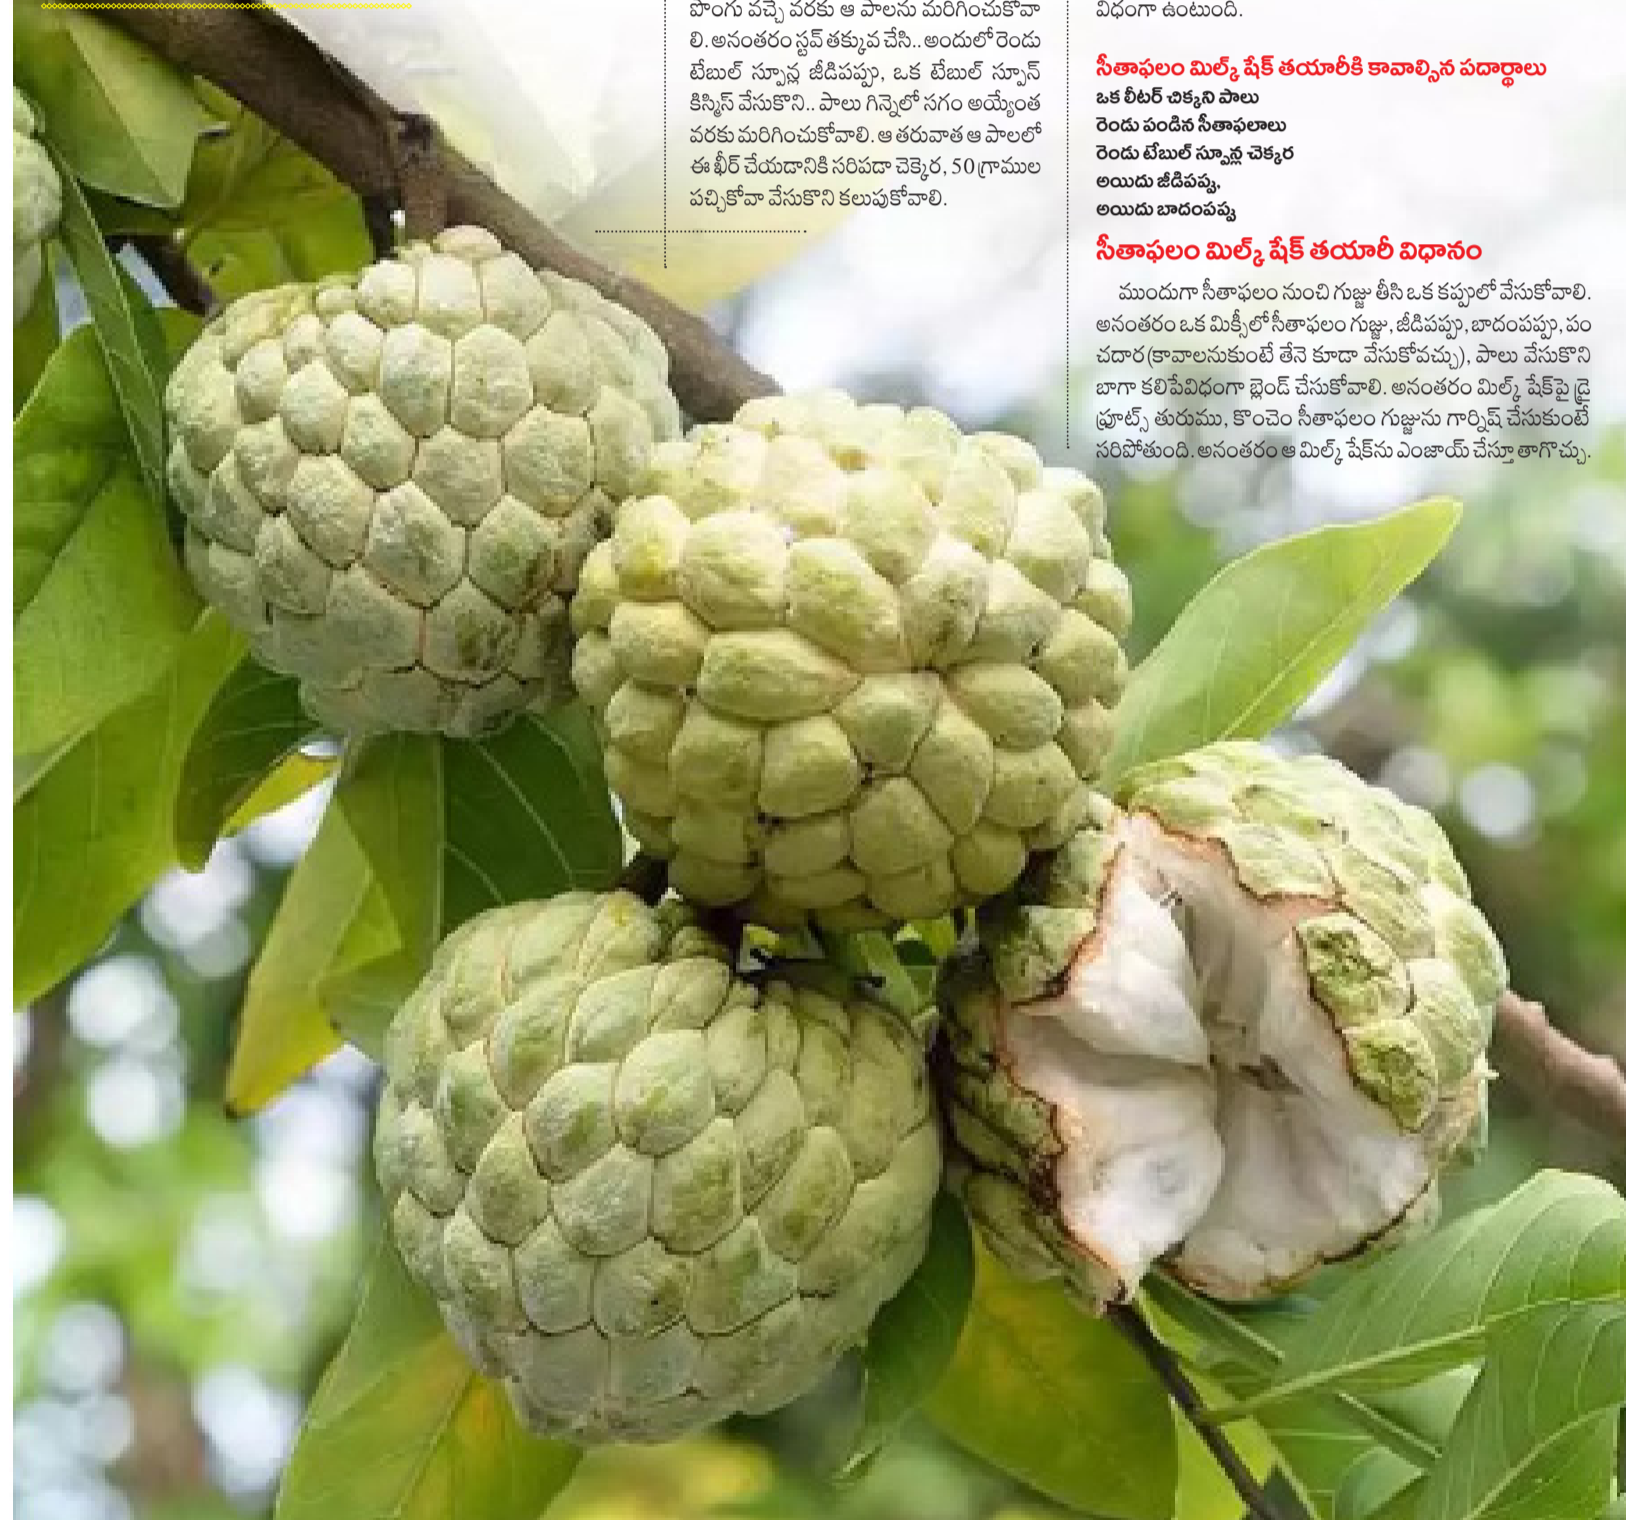 పొంగు వచ్చే వరకు ఆ పాలను మరిగించుకోవా
లి. అనంతరం స్టవ్ తక్కువ చేసి.. అందులో రెండు
టేబుల్ స్పూన్ల జీడిపప్పు, ఒక టేబుల్ స్పూన్
కిస్మిస్ వేసుకొని.. పాలు గిన్నెలో సగం అయ్యేంత
వరకు మరిగించుకోవాలి. ఆ తరువాత ఆ పాలలో
ఈ ఖీర్ చేయడానికి సరిపడా చెక్కెర, 50 గ్రాముల
పచ్చికోవా వేసుకొని కలుపుకోవాలి.
విధంగా ఉంటుంది.
సీతాఫలం మిల్క్ షేక్ తయారీకి కావాల్సిన పదార్థాలు
ఒక లీటర్ చిక్కని పాలు
రెండు పండిన సీతాఫలాలు
రెండు టేబుల్ స్పూన్ల చెక్కర
అయిదు జీడిపప్పు,
అయిదు బాదంపప్పు
సీతాఫలం మిల్క్ షేక్ తయారీ విధానం
ముందుగా సీతాఫలం నుంచి గుజ్జు తీసి ఒక కప్పులో వేసుకోవాలి.
అనంతరం ఒక మిక్సీలో సీతాఫలం గుజ్జు, జీడిపప్పు, బాదంపప్పు, పం
చదార(కావాలనుకుంటే తేనె కూడా వేసుకోవచ్చు), పాలు వేసుకొని
బాగా కలిపేవిధంగా బ్లెండ్ చేసుకోవాలి. అనంతరం మిల్క్ షేక్‌పై డ్రై
ఫ్రూట్స్ తురుము, కొంచెం సీతాఫలం గుజ్జును గార్నిష్ చేసుకుంటే
సరిపోతుంది. అనంతరం ఆ మిల్క్ షేక్‌ను ఎంజాయ్ చేస్తూ తాగొచ్చు.